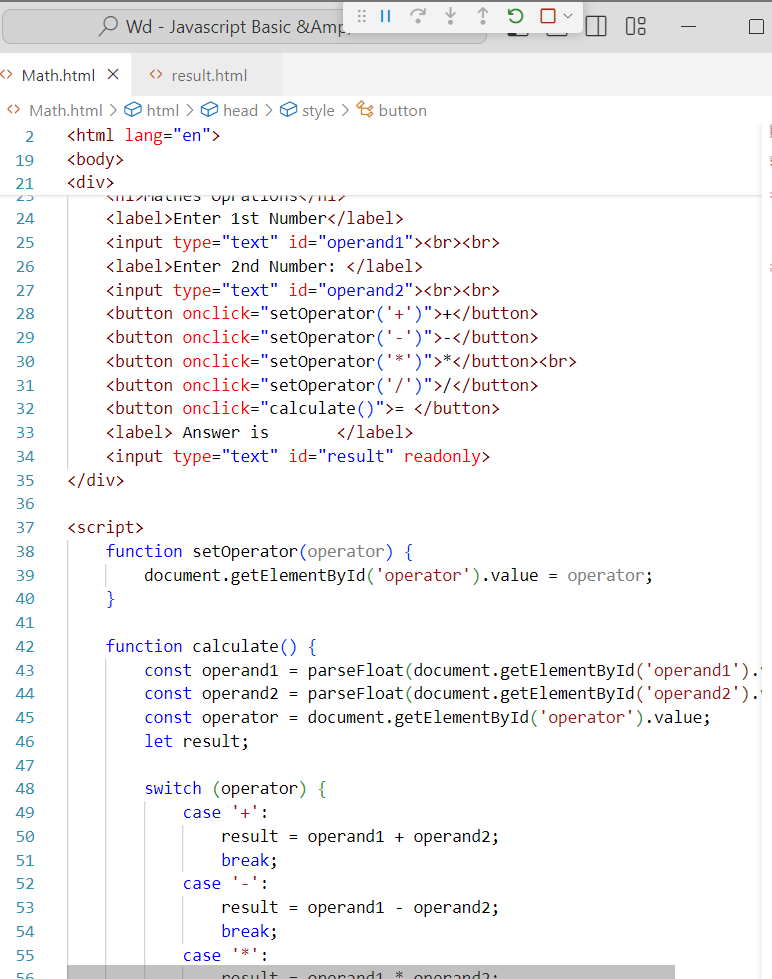 Wd - Javascript Basic &Amp;
Math.html
result.html
Math.html > html > head > style > button
2 <html lang="en">
19 <body>
21 <div>
23 <h1>Mathes Oprations</h1>
24 <label>Enter 1st Number</label>
25 <input type="text" id="operand1"><br><br>
26 <label>Enter 2nd Number: </label>
27 <input type="text" id="operand2"><br><br>
28 <button onclick="setOperator('+')">+</button>
29 <button onclick="setOperator('-')">-</button>
30 <button onclick="setOperator('*')">*</button><br>
31 <button onclick="setOperator('/')">/</button>
32 <button onclick="calculate()">= </button>
33 <label> Answer is       </label>
34 <input type="text" id="result" readonly>
35 </div>
36
37 <script>
38 function setOperator(operator) {
39 document.getElementById('operator').value = operator;
40 }
41
42 function calculate() {
43 const operand1 = parseFloat(document.getElementById('operand1').
44 const operand2 = parseFloat(document.getElementById('operand2').
45 const operator = document.getElementById('operator').value;
46 let result;
47
48 switch (operator) {
49 case '+':
50 result = operand1 + operand2;
51 break;
52 case '-':
53 result = operand1 - operand2;
54 break;
55 case '*':
56 result = operand1 * operand2;